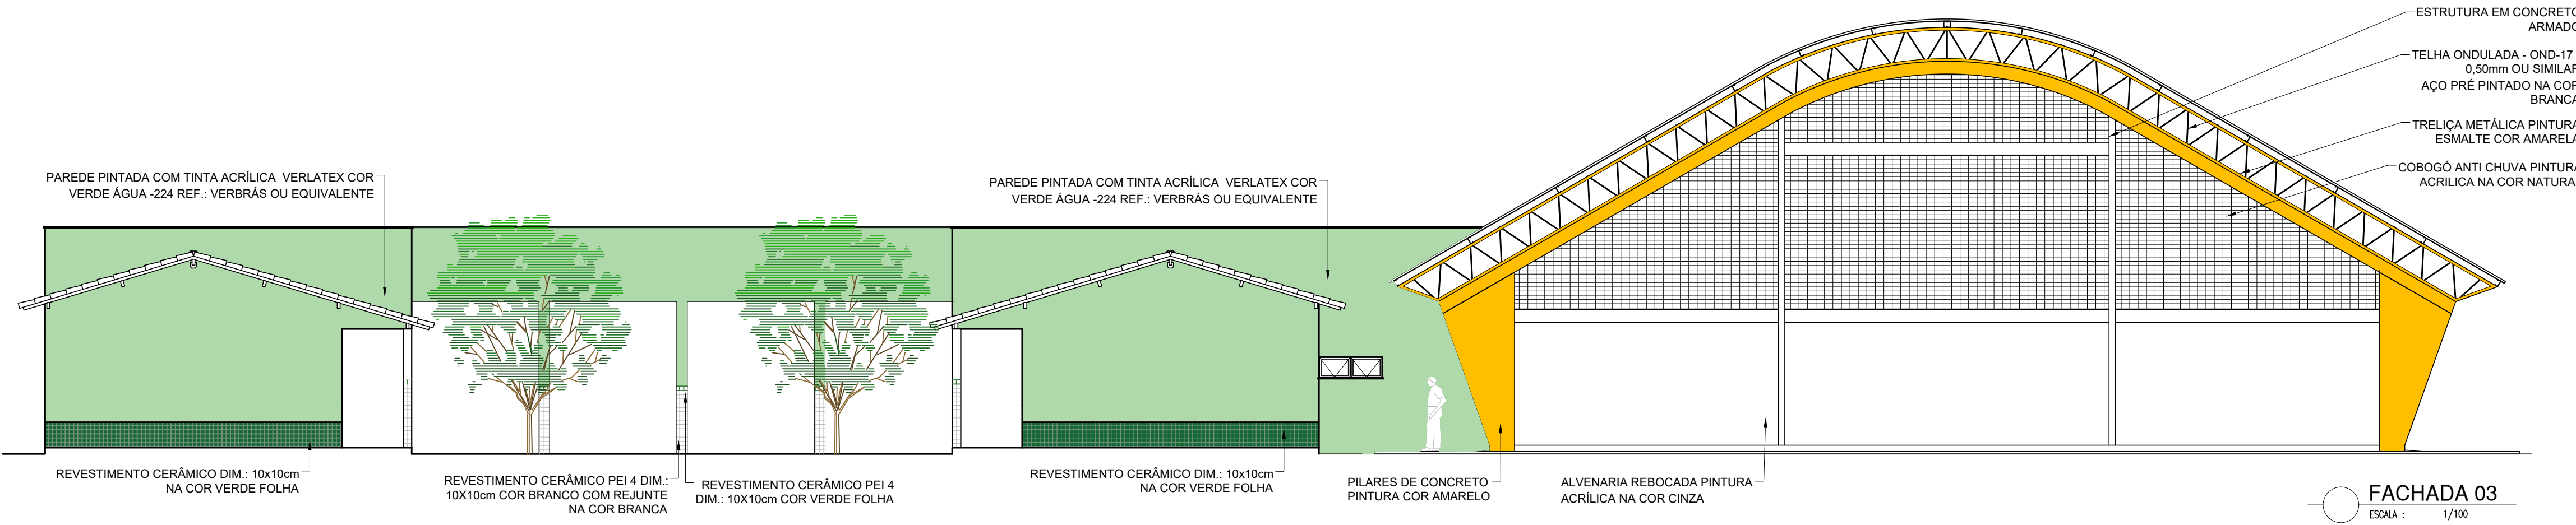 ESTRUTURA EM CONCRETO
ARMADO
TELHA ONDULADA - OND-17
0,50mm OU SIMILAR
AÇO PRÉ PINTADO NA COR
BRANCA
TRELIÇA METÁLICA PINTURA
ESMALTE COR AMARELA
COBOGÓ ANTI CHUVA PINTURA
ACRILICA NA COR NATURA
PAREDE PINTADA COM TINTA ACRÍLICA VERLATEX COR
VERDE ÁGUA -224 REF.: VERBRÁS OU EQUIVALENTE
PAREDE PINTADA COM TINTA ACRÍLICA VERLATEX COR
VERDE ÁGUA -224 REF.: VERBRÁS OU EQUIVALENTE
REVESTIMENTO CERÂMICO DIM.: 10x10cm
NA COR VERDE FOLHA
REVESTIMENTO CERÂMICO PEI 4 DIM.:
10X10cm COR BRANCO COM REJUNTE
NA COR BRANCA
REVESTIMENTO CERÂMICO PEI 4
DIM.: 10X10cm COR VERDE FOLHA
REVESTIMENTO CERÂMICO DIM.: 10x10cm
NA COR VERDE FOLHA
PILARES DE CONCRETO
PINTURA COR AMARELO
ALVENARIA REBOCADA PINTURA
ACRÍLICA NA COR CINZA
FACHADA 03
ESCALA : 1/100